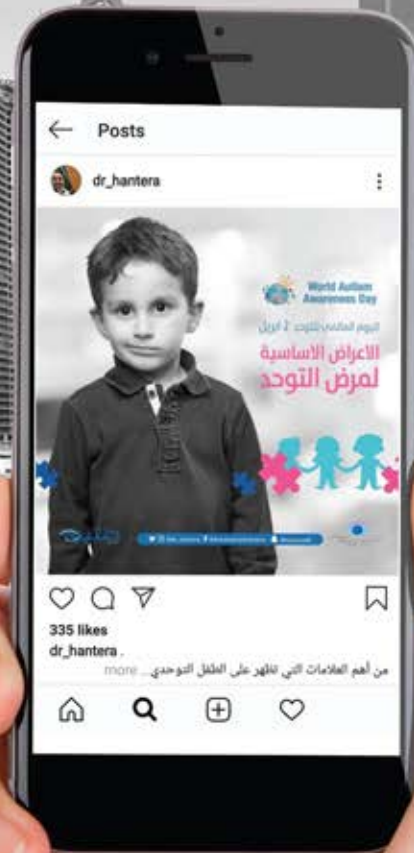 Posts
dr_hantera
World Autism
Awareness Day
اليوم العالمي للتوحد 2 ابريل
الاعراض الاساسية
لمرض التوحد
335 likes
dr_hantera .
من أهم العلامات التي تظهر على الطفل التوحدي... more